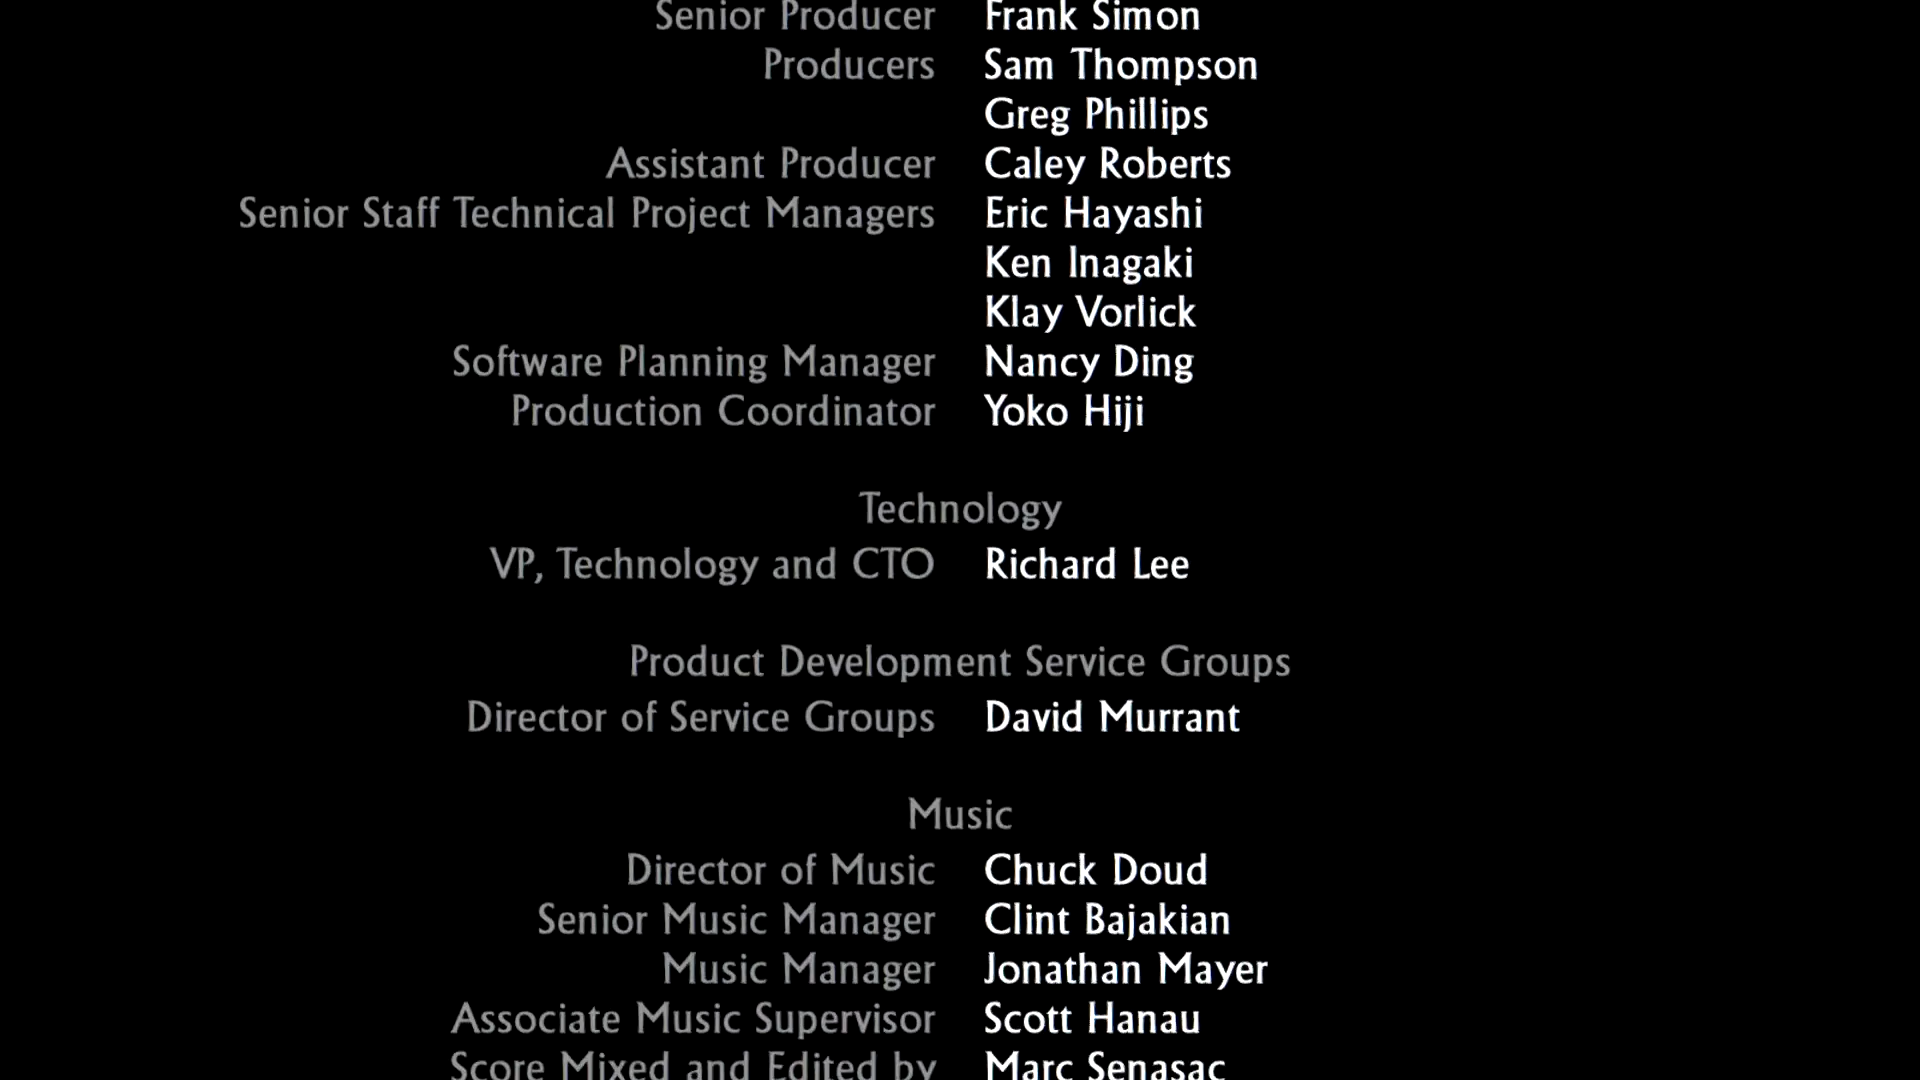 Senior Producer Frank Simon
Producers Sam Thompson
Greg Phillips
Assistant Producer Caley Roberts
Senior Staff Technical Project Managers Eric Hayashi
Ken Inagaki
Klay Vorlick
Software Planning Manager Nancy Ding
Production Coordinator Yoko Hiji
Technology
VP, Technology and CTO Richard Lee
Product Development Service Groups
Director of Service Groups David Murrant
Music
Director of Music Chuck Doud
Senior Music Manager Clint Bajakian
Music Manager Jonathan Mayer
Associate Music Supervisor Scott Hanau
Score Mixed and Edited by Marc Senasac